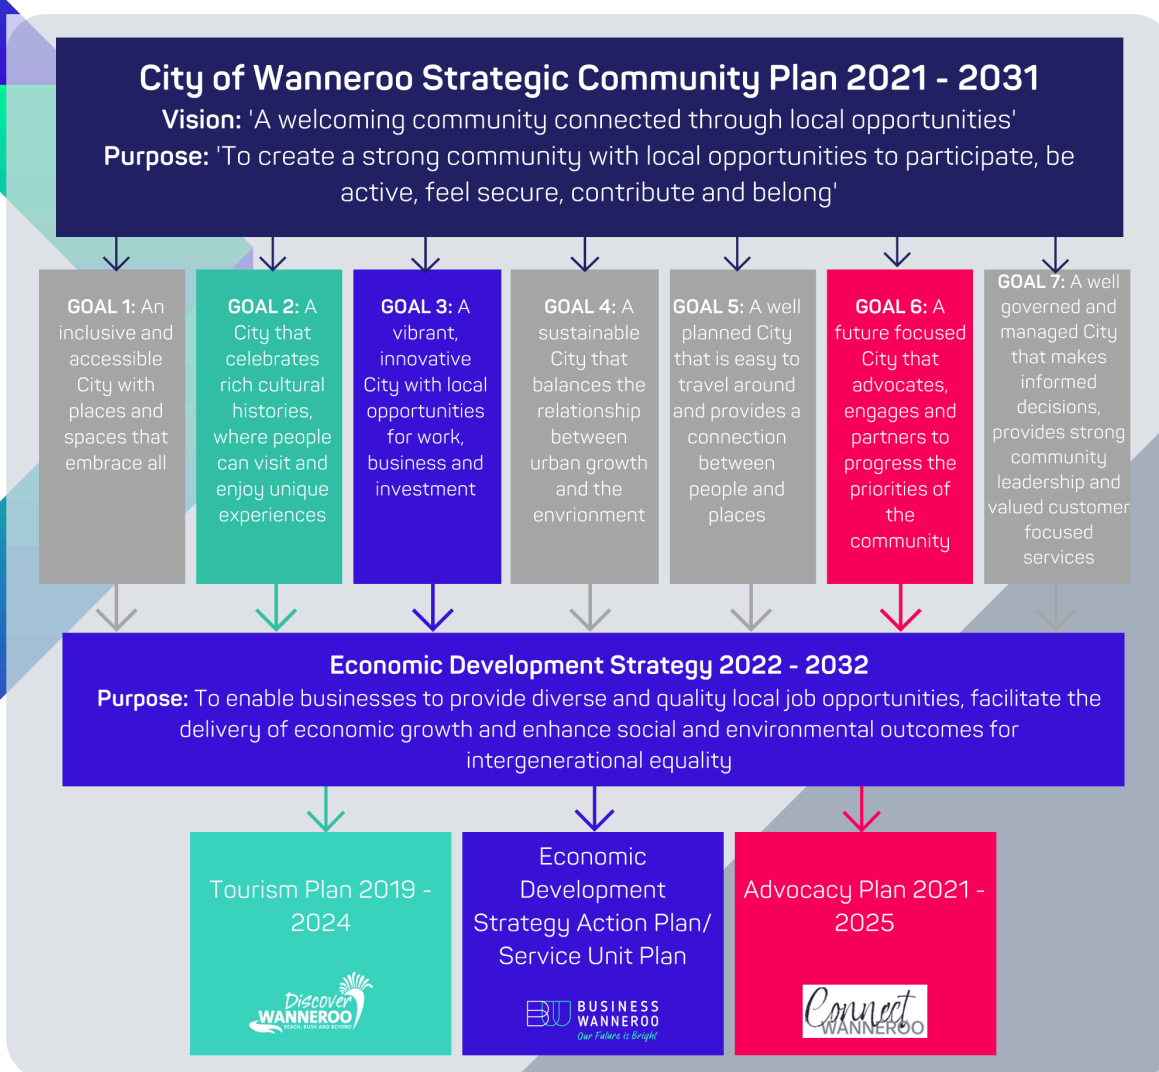 City of Wanneroo Strategic Community Plan 2021 - 2031
Vision: 'A welcoming community connected through local opportunities'
Purpose: 'To create a strong community with local opportunities to participate, be
active, feel secure, contribute and belong'
GOAL 1: An
inclusive and
accessible
City with
places and
spaces that
embrace all
GOAL 2: A
City that
celebrates
rich cultural
histories,
where people
can visit and
enjoy unique
experiences
GOAL 3: A
vibrant,
innovative
City with local
opportunities
for work,
business and
investment
GOAL 4: A
sustainable
City that
balances the
relationship
between
urban growth
and the
envrionment
GOAL 5: A well
planned City
that is easy to
travel around
and provides a
connection
between
people and
places
GOAL 6: A
future focused
City that
advocates,
engages and
partners to
progress the
priorities of
the
community
GOAL 7: A well
governed and
managed City
that makes
informed
decisions,
provides strong
community
leadership and
valued customer
focused
services
Economic Development Strategy 2022 - 2032
Purpose: To enable businesses to provide diverse and quality local job opportunities, facilitate the
delivery of economic growth and enhance social and environmental outcomes for
intergenerational equality
Tourism Plan 2019 -
2024
Discover
WANNEROO
BEACH, BUSH AND BEYOND
Economic
Development
Strategy Action Plan/
Service Unit Plan
BW BUSINESS
WANNEROO
Our Future is Bright
Advocacy Plan 2021 -
2025
Connect
WANNEROO